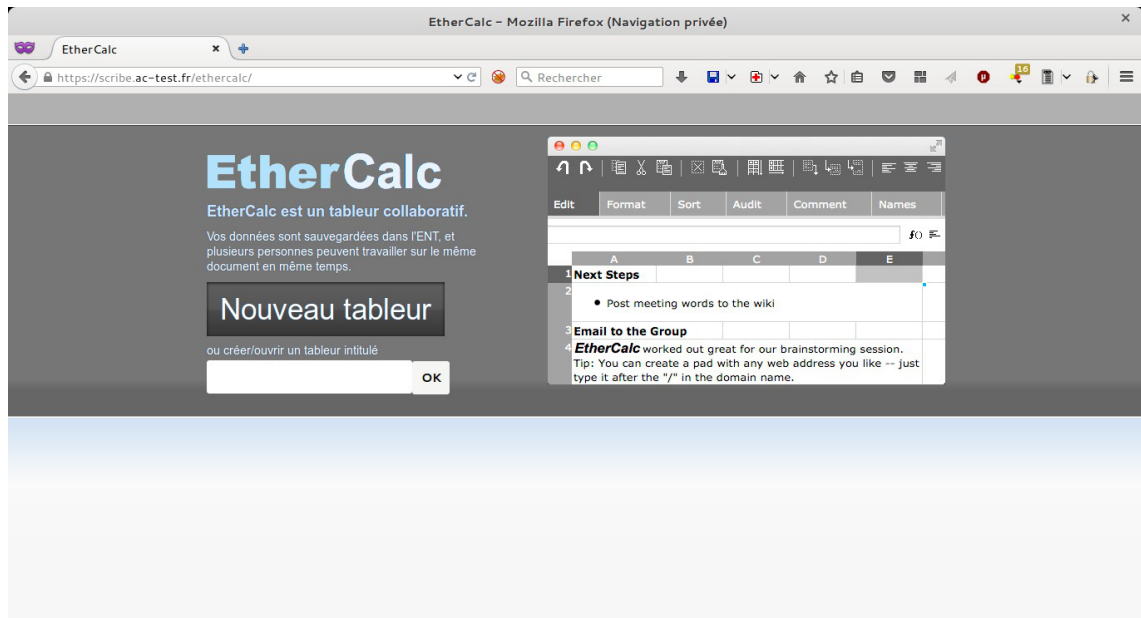 EtherCalc – Mozilla Firefox (Navigation privée)
EtherCalc
https://scribe.ac-test.fr/ethercalc/
Rechercher
16
EtherCalc
EtherCalc est un tableur collaboratif.
Vos données sont sauvegardées dans l'ENT, et
plusieurs personnes peuvent travailler sur le même
document en même temps.
Nouveau tableur
ou créer/ouvrir un tableur intitulé
OK
Edit Format Sort Audit Comment Names
A B C D E
1 Next Steps
2 • Post meeting words to the wiki
3 Email to the Group
4 EtherCalc worked out great for our brainstorming session.
Tip: You can create a pad with any web address you like -- just
type it after the "/" in the domain name.